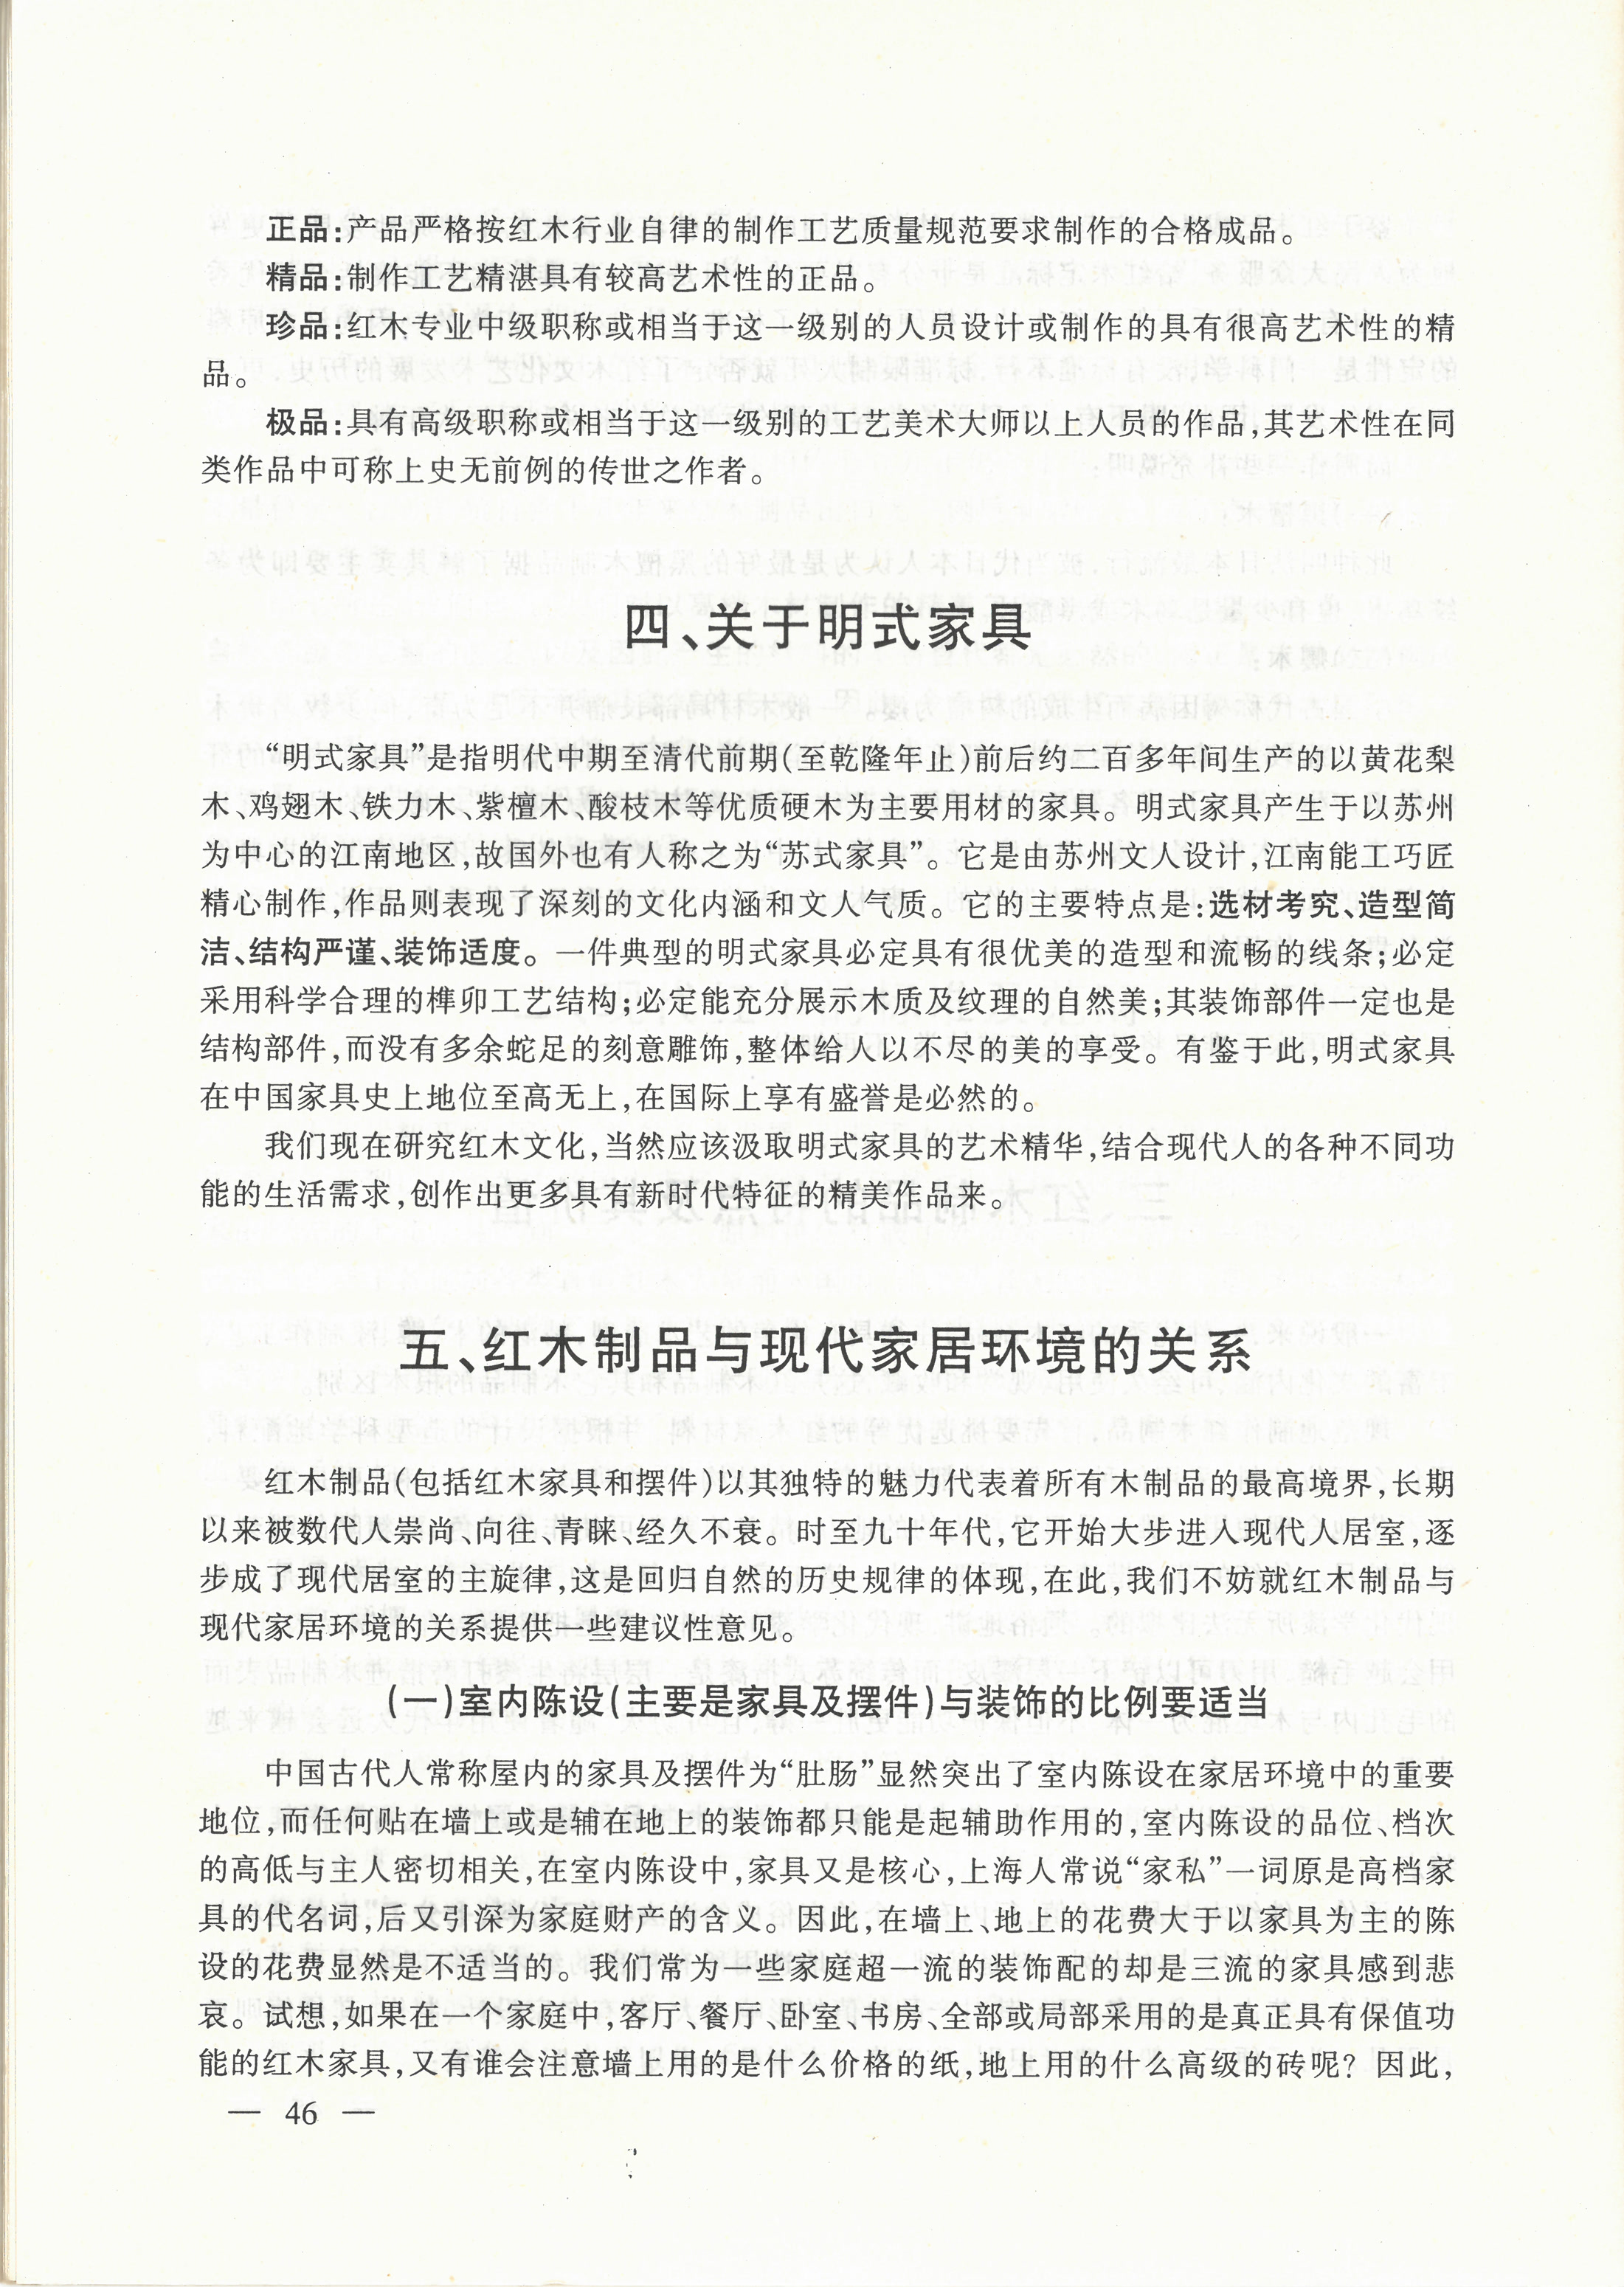 正品:产品严格按红木行业自律的制作工艺质量规范要求制作的合格成品。
精品:制作工艺精湛具有较高艺术性的正品。
珍品:红木专业中级职称或相当于这一级别的人员设计或制作的具有很高艺术性的精
品。
极品:具有高级职称或相当于这一级别的工艺美术大师以上人员的作品,其艺术性在同
类作品中可称上史无前例的传世之作者。
四、关于明式家具
“明式家具”是指明代中期至清代前期(至乾隆年止)前后约二百多年间生产的以黄花梨
木、鸡翅木、铁力木、紫檀木、酸枝木等优质硬木为主要用材的家具。明式家具产生于以苏州
为中心的江南地区,故国外也有人称之为“苏式家具”。它是由苏州文人设计,江南能工巧匠
精心制作,作品则表现了深刻的文化内涵和文人气质。它的主要特点是:选材考究、造型简
洁、结构严谨、装饰适度。一件典型的明式家具必定具有很优美的造型和流畅的线条;必定
采用科学合理的榫卯工艺结构;必定能充分展示木质及纹理的自然美;其装饰部件一定也是
结构部件,而没有多余蛇足的刻意雕饰,整体给人以不尽的美的享受。有鉴于此,明式家具
在中国家具史上地位至高无上,在国际上享有盛誉是必然的。
我们现在研究红木文化,当然应该汲取明式家具的艺术精华,结合现代人的各种不同功
能的生活需求,创作出更多具有新时代特征的精美作品来。
五、红木制品与现代家居环境的关系
红木制品(包括红木家具和摆件)以其独特的魅力代表着所有木制品的最高境界,长期
以来被数代人崇尚、向往、青睐、经久不衰。时至九十年代,它开始大步进入现代人居室,逐
步成了现代居室的主旋律,这是回归自然的历史规律的体现,在此,我们不妨就红木制品与
现代家居环境的关系提供一些建议性意见。
(一)室内陈设(主要是家具及摆件)与装饰的比例要适当
中国古代人常称屋内的家具及摆件为“肚肠”显然突出了室内陈设在家居环境中的重要
地位,而任何贴在墙上或是辅在地上的装饰都只能是起辅助作用的,室内陈设的品位、档次
的高低与主人密切相关,在室内陈设中,家具又是核心,上海人常说“家私”一词原是高档家
具的代名词,后又引深为家庭财产的含义。因此,在墙上、地上的花费大于以家具为主的陈
设的花费显然是不适当的。我们常为一些家庭超一流的装饰配的却是三流的家具感到悲
哀。试想,如果在一个家庭中,客厅、餐厅、卧室、书房、全部或局部采用的是真正具有保值功
能的红木家具,又有谁会注意墙上用的是什么价格的纸,地上用的什么高级的砖呢？因此,
— 46 —